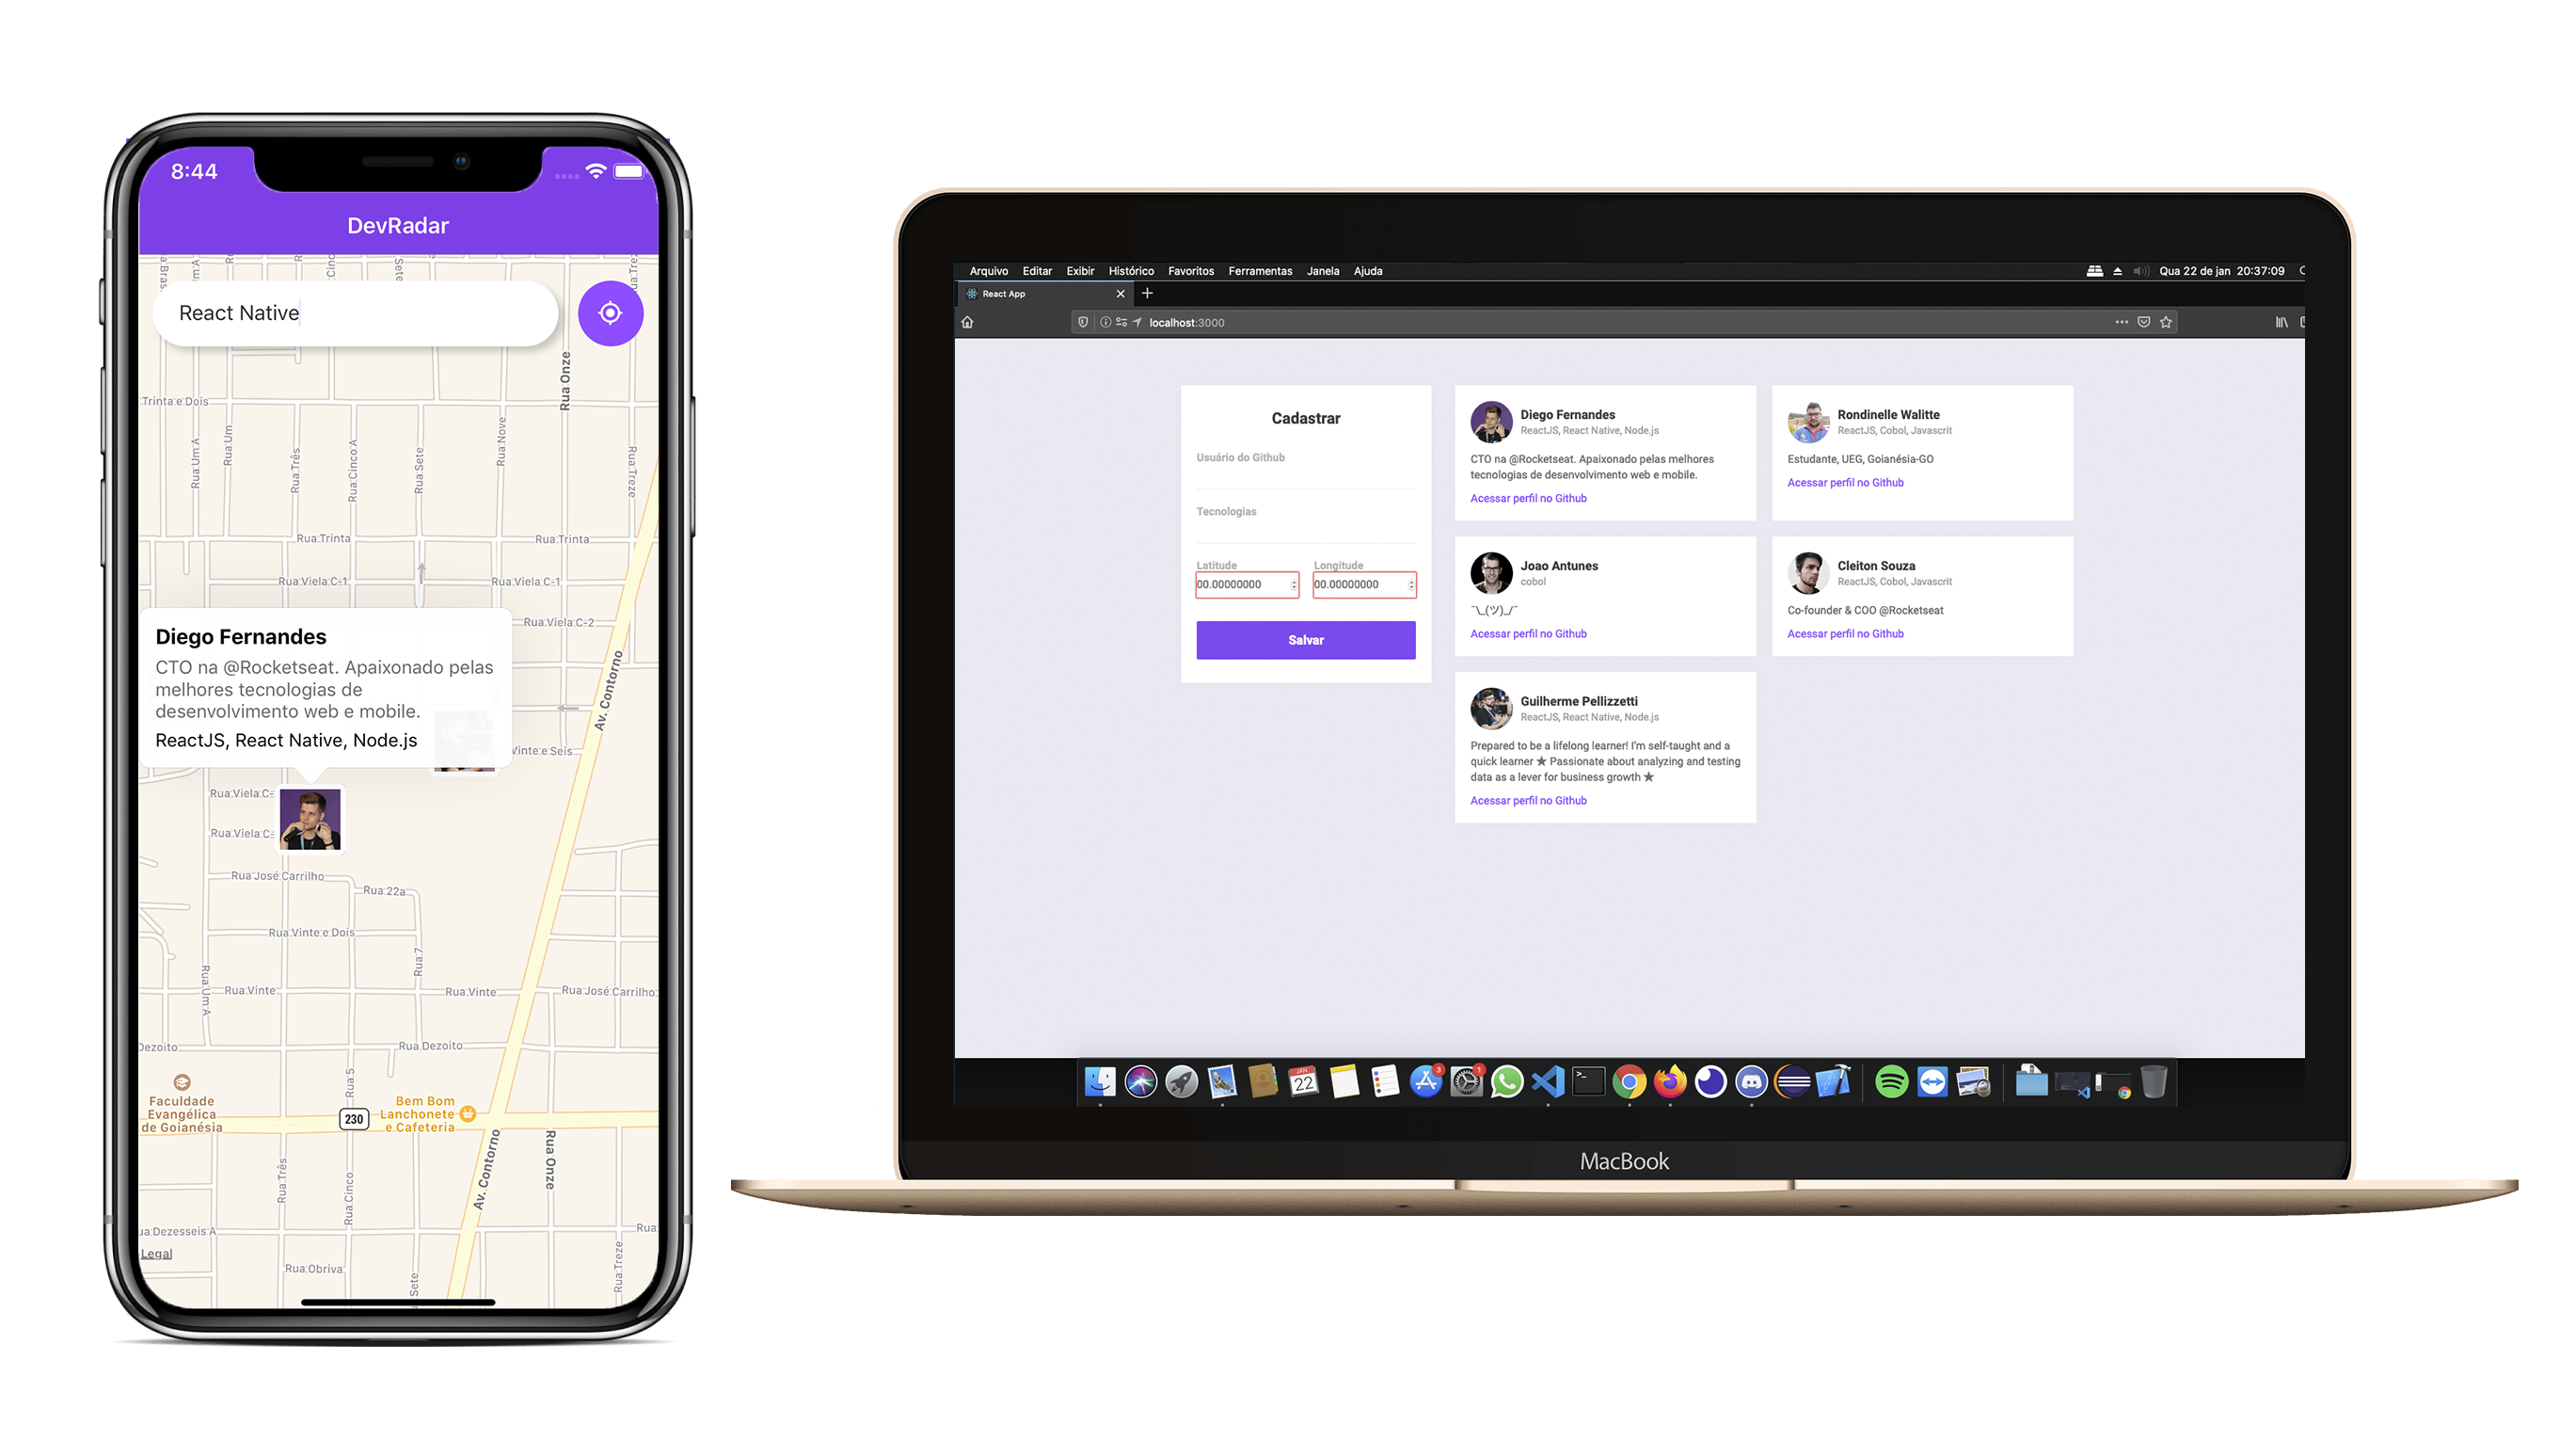 8:44
DevRadar
React Native
Rua Onze
Trinta e Dois
Rua Um A
Rua Um
Rua Três
Rua Cinco A
Rua Sete
Rua Nove
Rua Treze
Rua Trinta
Rua Trinta
Rua Viela C-1
Rua Viela C-1
Rua Viela C-2
Diego Fernandes
CTO na @Rocketseat. Apaixonado pelas
melhores tecnologias de
desenvolvimento web e mobile.
ReactJS, React Native, Node.js
Av. Contorno
Vinte e Seis
Rua Viela C-
Rua Viela C-
Rua José Carrilho
Rua 22a
Rua Vinte e Dois
Rua 7
Rua Um A
Rua Vinte
Rua Vinte
Rua José Carrilho
Dezoito
Rua Dezoito
Rua 5
Faculdade
Evangélica
de Goianésia
230
Bem Bom
Lanchonete
e Cafeteria
Av. Contorno
Rua Onze
Rua Três
Rua Cinco
ua Dezesseis A
Rua
Legal
Rua Obriva
Sete
Rua Treze
Arquivo Editar Exibir Histórico Favoritos Ferramentas Janela Ajuda
Qua 22 de jan 20:37:09
React App
localhost:3000
Cadastrar
Usuário do Github
Tecnologias
Latitude Longitude
00.00000000 00.00000000
Salvar
Diego Fernandes
ReactJS, React Native, Node.js
CTO na @Rocketseat. Apaixonado pelas melhores
tecnologias de desenvolvimento web e mobile.
Acessar perfil no Github
Rondinelle Walitte
ReactJS, Cobol, Javascrit
Estudante, UEG, Goianésia-GO
Acessar perfil no Github
Joao Antunes
cobol
¯\_(ツ)_/¯
Acessar perfil no Github
Cleiton Souza
ReactJS, Cobol, Javascrit
Co-founder & COO @Rocketseat
Acessar perfil no Github
Guilherme Pellizzetti
ReactJS, React Native, Node.js
Prepared to be a lifelong learner! I'm self-taught and a
quick learner ★ Passionate about analyzing and testing
data as a lever for business growth ★
Acessar perfil no Github
JAN
22
3
1
MacBook